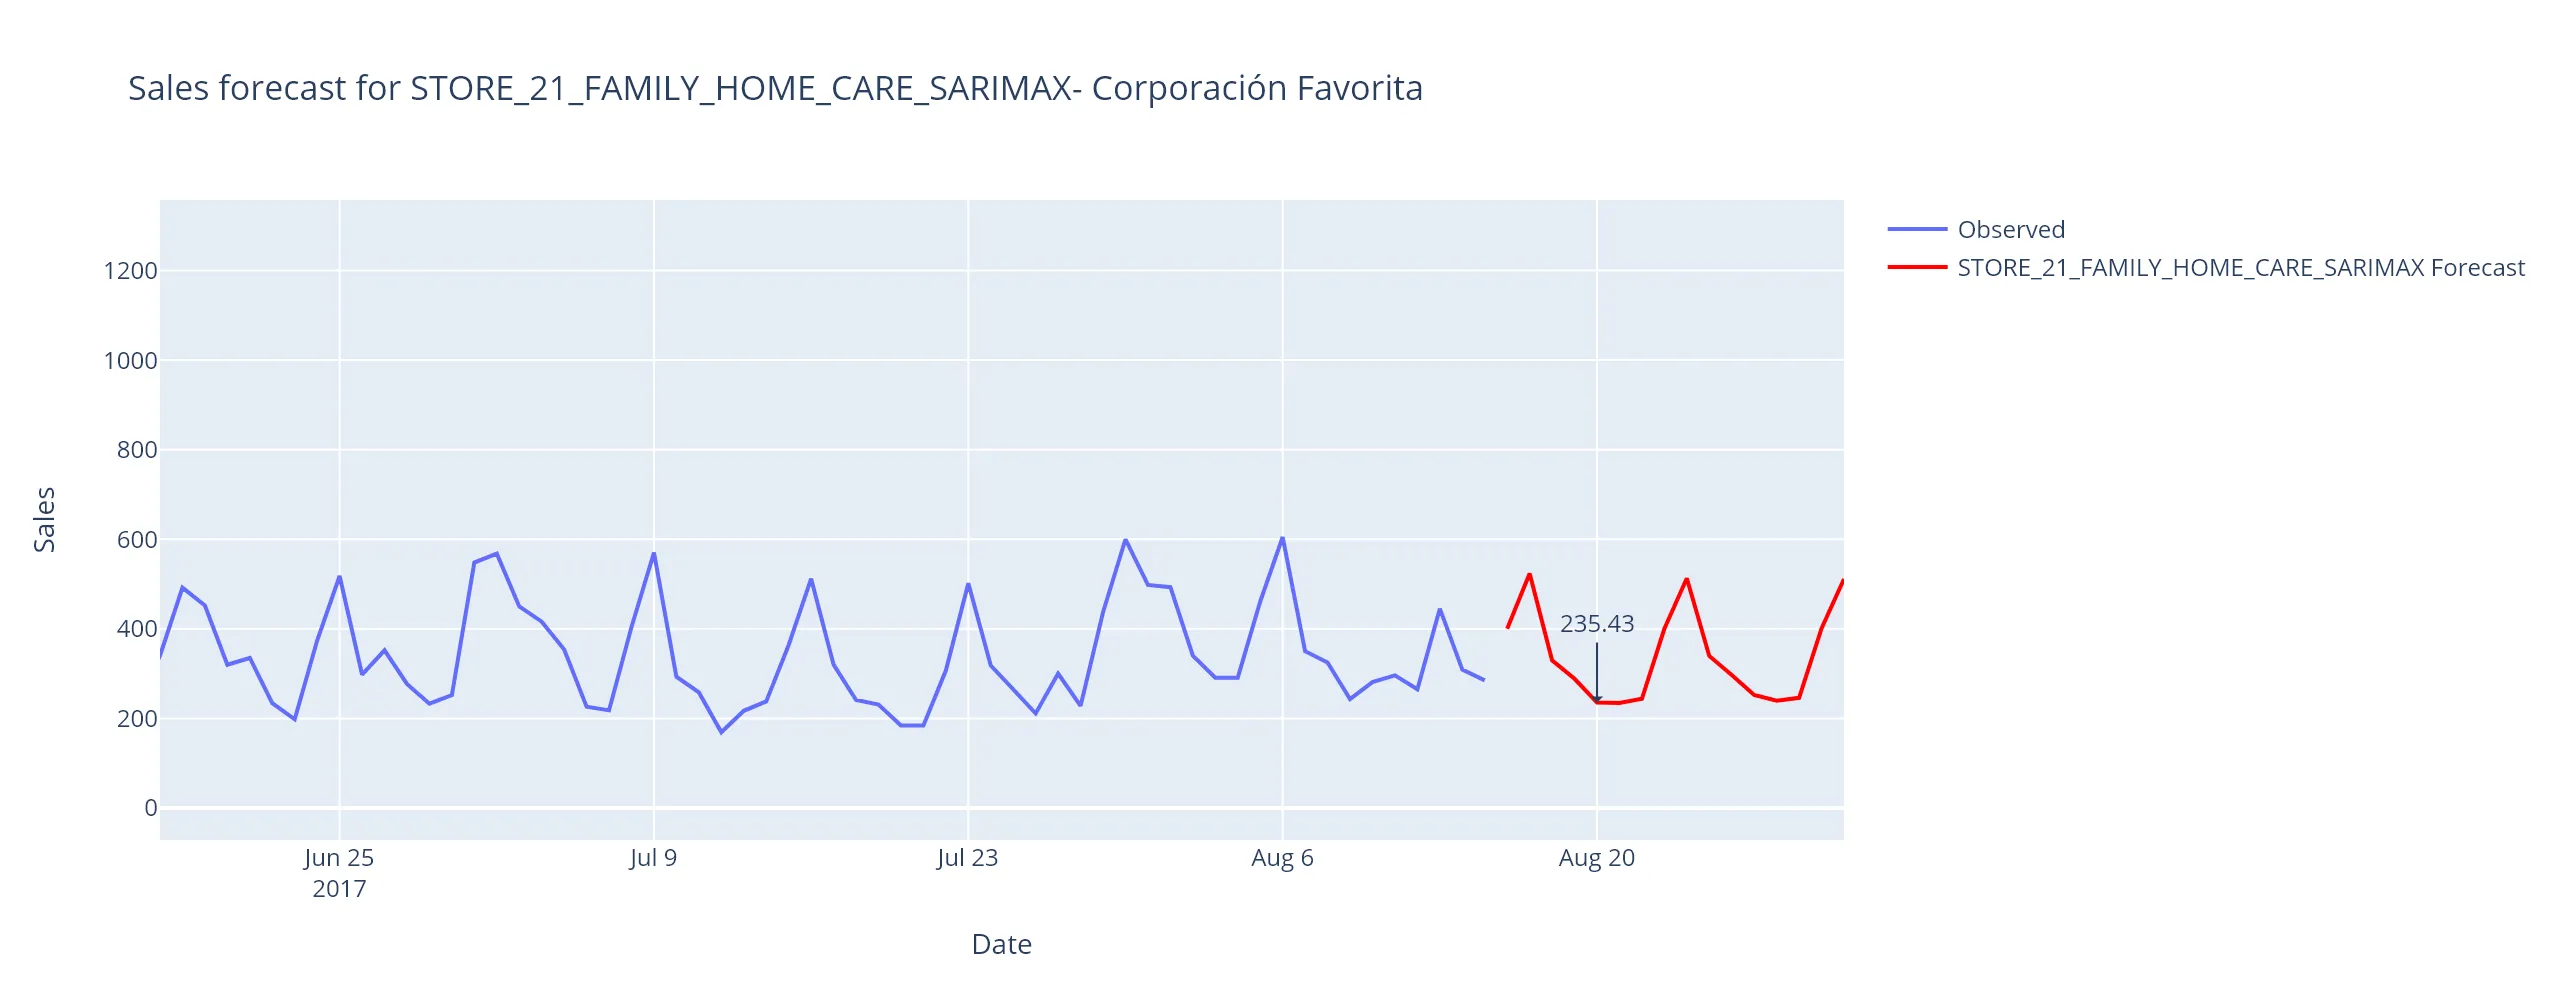 Sales forecast for STORE_21_FAMILY_HOME_CARE_SARIMAX- Corporación Favorita
Observed
STORE_21_FAMILY_HOME_CARE_SARIMAX Forecast
1200
1000
800
600
400
200
0
Sales
235.43
Jun 25
2017
Jul 9
Jul 23
Aug 6
Aug 20
Date